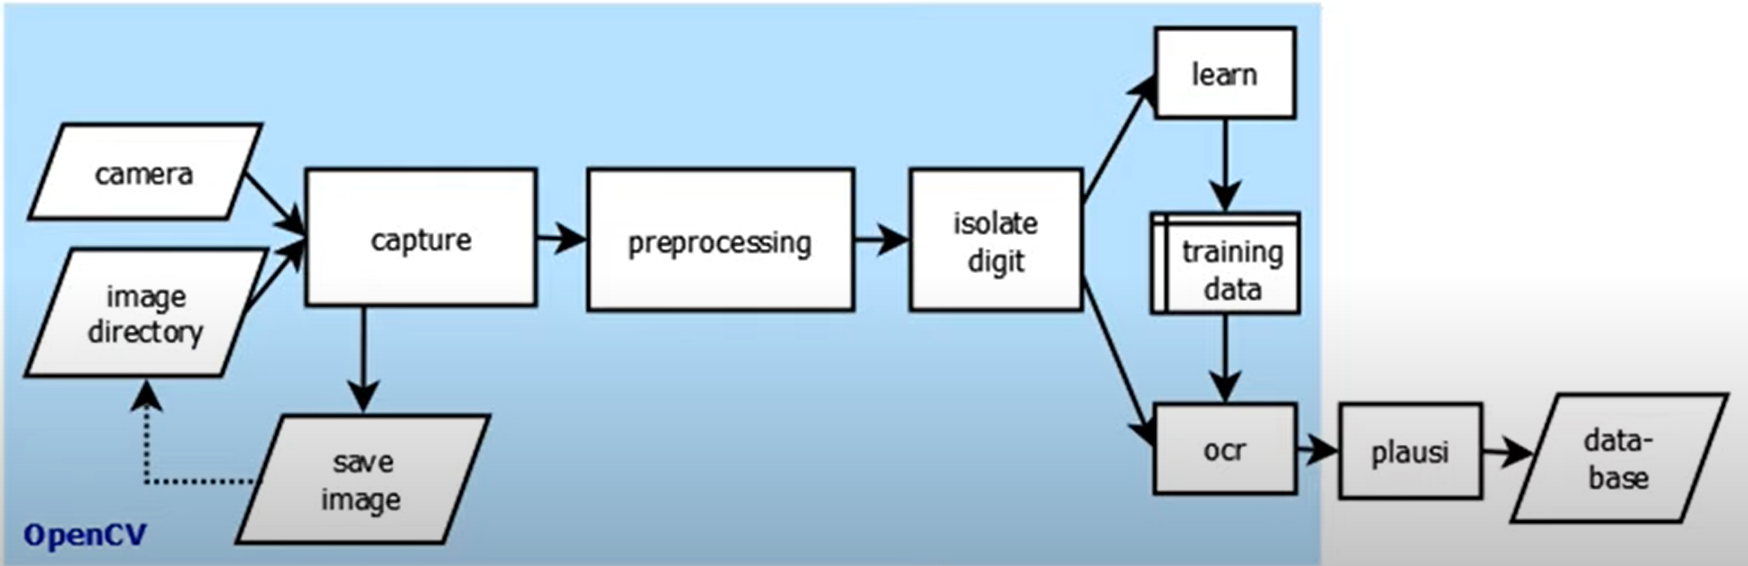 camera
image
directory
capture
save
image
preprocessing
isolate
digit
learn
training
data
ocr
plausi
data-
base
OpenCV